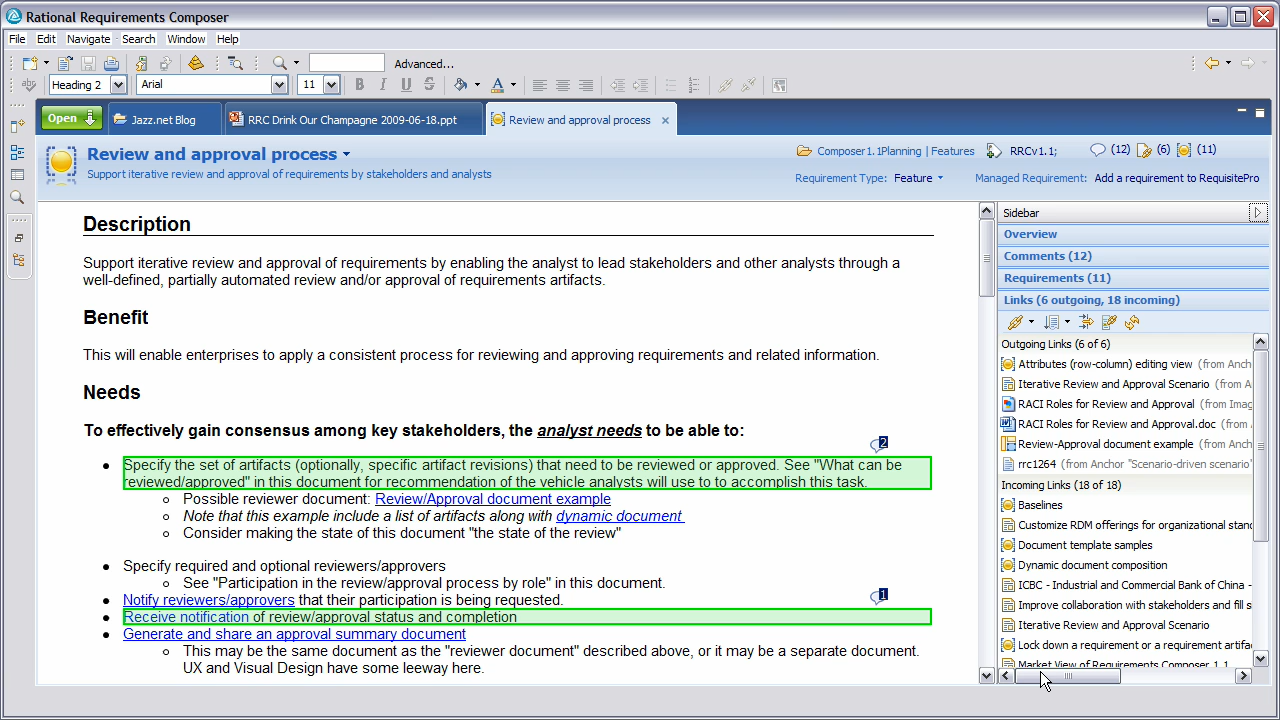 Rational Requirements Composer
File Edit Navigate Search Window Help
Advanced...
Heading 2 Arial 11 B I U S A
Open Jazz.net Blog RRC Drink Our Champagne 2009-06-18.ppt Review and approval process
Review and approval process
Support iterative review and approval of requirements by stakeholders and analysts
Composer1.1Planning | Features RRCv1.1; (12) (6) (11)
Requirement Type: Feature Managed Requirement: Add a requirement to RequisitePro
Description
Support iterative review and approval of requirements by enabling the analyst to lead stakeholders and other analysts through a
well-defined, partially automated review and/or approval of requirements artifacts.
Benefit
This will enable enterprises to apply a consistent process for reviewing and approving requirements and related information.
Needs
To effectively gain consensus among key stakeholders, the analyst needs to be able to:
2
Specify the set of artifacts (optionally, specific artifact revisions) that need to be reviewed or approved. See "What can be
reviewed/approved" in this document for recommendation of the vehicle analysts will use to to accomplish this task.
Possible reviewer document: Review/Approval document example
Note that this example include a list of artifacts along with dynamic document
Consider making the state of this document "the state of the review"
Specify required and optional reviewers/approvers
See "Participation in the review/approval process by role" in this document.
Notify reviewers/approvers that their participation is being requested.
1
Receive notification of review/approval status and completion
Generate and share an approval summary document
This may be the same document as the "reviewer document" described above, or it may be a separate document.
UX and Visual Design have some leeway here.
Sidebar
Overview
Comments (12)
Requirements (11)
Links (6 outgoing, 18 incoming)
Outgoing Links (6 of 6)
Attributes (row-column) editing view (from Anch
Iterative Review and Approval Scenario (from A
RACI Roles for Review and Approval (from Imag
RACI Roles for Review and Approval.doc (from
Review-Approval document example (from Anch
rrc1264 (from Anchor "Scenario-driven scenario"
Incoming Links (18 of 18)
Baselines
Customize RDM offerings for organizational stand
Document template samples
Dynamic document composition
ICBC - Industrial and Commercial Bank of China -
Improve collaboration with stakeholders and fill s
Iterative Review and Approval Scenario
Lock down a requirement or a requirement artifa
Market View of Requirements Composer 1.1